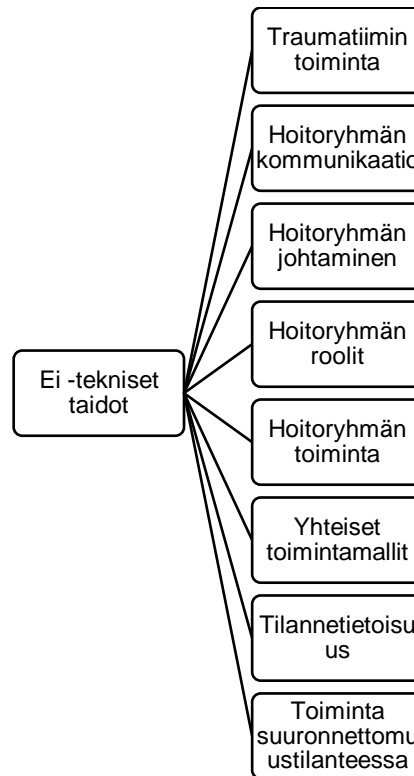 Traumatiimin
toiminta
Hoitoryhmän
kommunikaatio
Hoitoryhmän
johtaminen
Hoitoryhmän
roolit
Ei -tekniset
taidot
Hoitoryhmän
toiminta
Yhteiset
toimintamallit
Tilannetietoisu
us
Toiminta
suuronnettomu
ustilanteessa